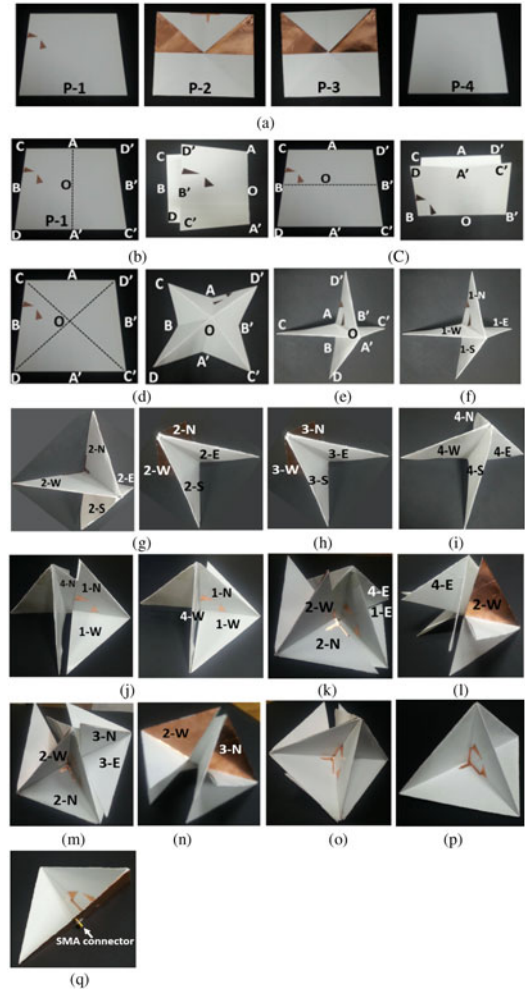 P-1 P-2 P-3 P-4
(a)
C A D' D' A C A D' A D'
D A' C'
B O B' B B' O B O B'
P-1
D A' C' D C' A' D A' C' B O B'
(b) (C)
C A D' C A D' D' 1-N
B O B' B O B' C A B' C' 1-W 1-E
D A' C' D A' C' B O A' 1-S
D
(d) (e) (f)
2-N 2-N 3-N 4-N
2-W 2-E 2-W 2-E 3-W 3-E 4-W 4-E
2-S 2-S 3-S 4-S
(g) (h) (i)
4-N 1-N 1-N 2-W 4-E 4-E
1-W 4-W 1-W 2-N 1-E 2-W
(j) (k) (l)
2-W 3-N 2-W
3-E 3-N
2-N
(m) (n) (o) (p)
SMA connector
(q)